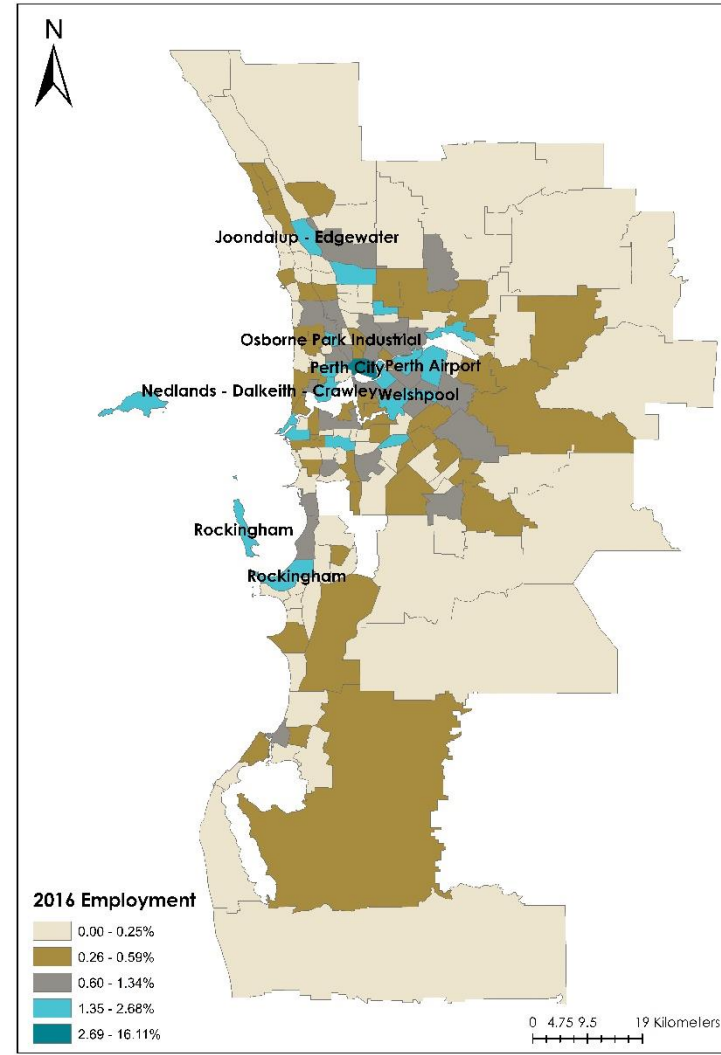 N
Joondalup - Edgewater
Osborne Park Industrial
Perth City
Perth Airport
Nedlands - Dalkeith - Crawley
Welshpool
Rockingham
Rockingham
2016 Employment
0.00 - 0.25%
0.26 - 0.59%
0.60 - 1.34%
1.35 - 2.68%
2.69 - 16.11%
0 4.75 9.5 19 Kilometers